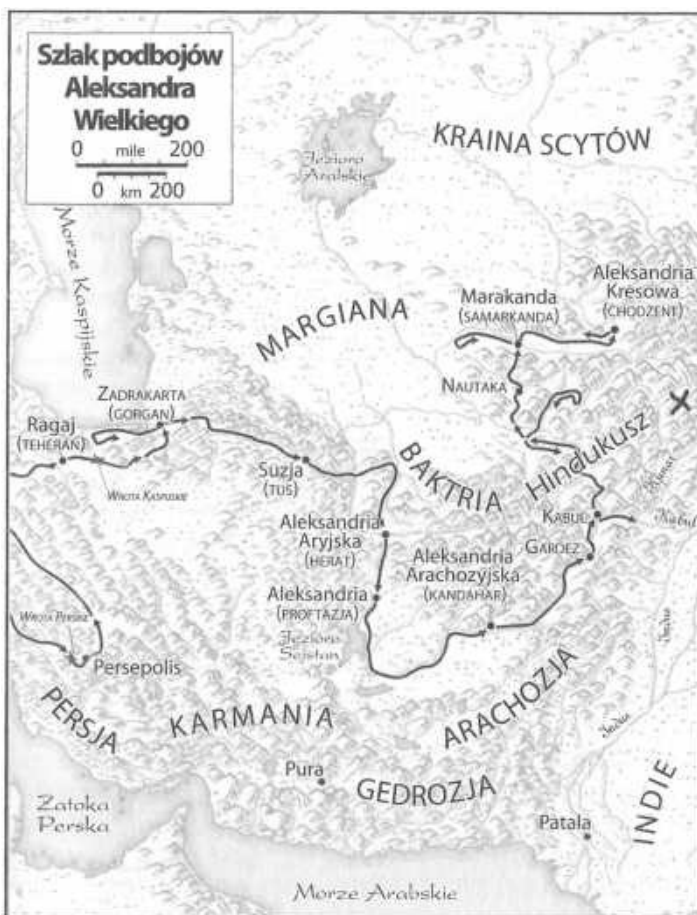 Szlak podbojów
Aleksandra
Wielkiego
0 mile 200
0 km 200
Jezioro
Aralskie
KRAINA SCYTÓW
Morze Kaspijskie
MARGIANA
Marakanda
(SAMARKANDA)
Aleksandria
Kresowa
(CHODŻENT)
NAUTAKA
ZADRAKARTA
(GORGAN)
Ragaj
(TEHERAN)
WROTA KASPIJSKIE
Suzja
(TUS)
BAKTRIA
Hindukusz
Kunar
KABUL
Kabul
GARDEZ
Aleksandria
Aryjska
(HERAT)
Aleksandria
Arachozyjska
(KANDAHAR)
Aleksandria
(PROFTAZJA)
Jezioro
Sejstan
WROTA PERSKIE
Persepolis
Indus
Indus
PERSJA
KARMANIA
ARACHOZJA
Pura
GEDROZJA
INDIE
Zatoka
Perska
Patala
Morze Arabskie